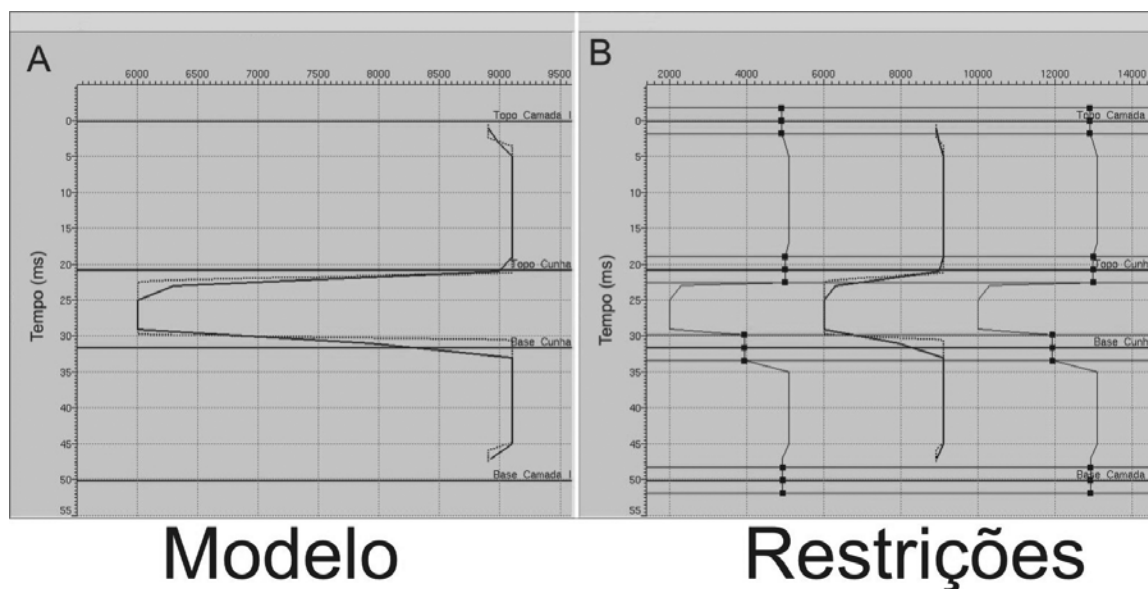 A
6000 7000 8000 9000
6500 7500 8500 9500
Topo Camada I
Topo Cunha
Base Cunha
Base Camada I
0
5
10
15
20
25
30
35
40
45
50
55
Tempo (ms)
Modelo
B
2000 4000 6000 8000 10000 12000 14000
Topo Camada
Topo Cunh
Base Cunh
Base Camada
0
5
10
15
20
25
30
35
40
45
50
55
Tempo (ms)
Restrições